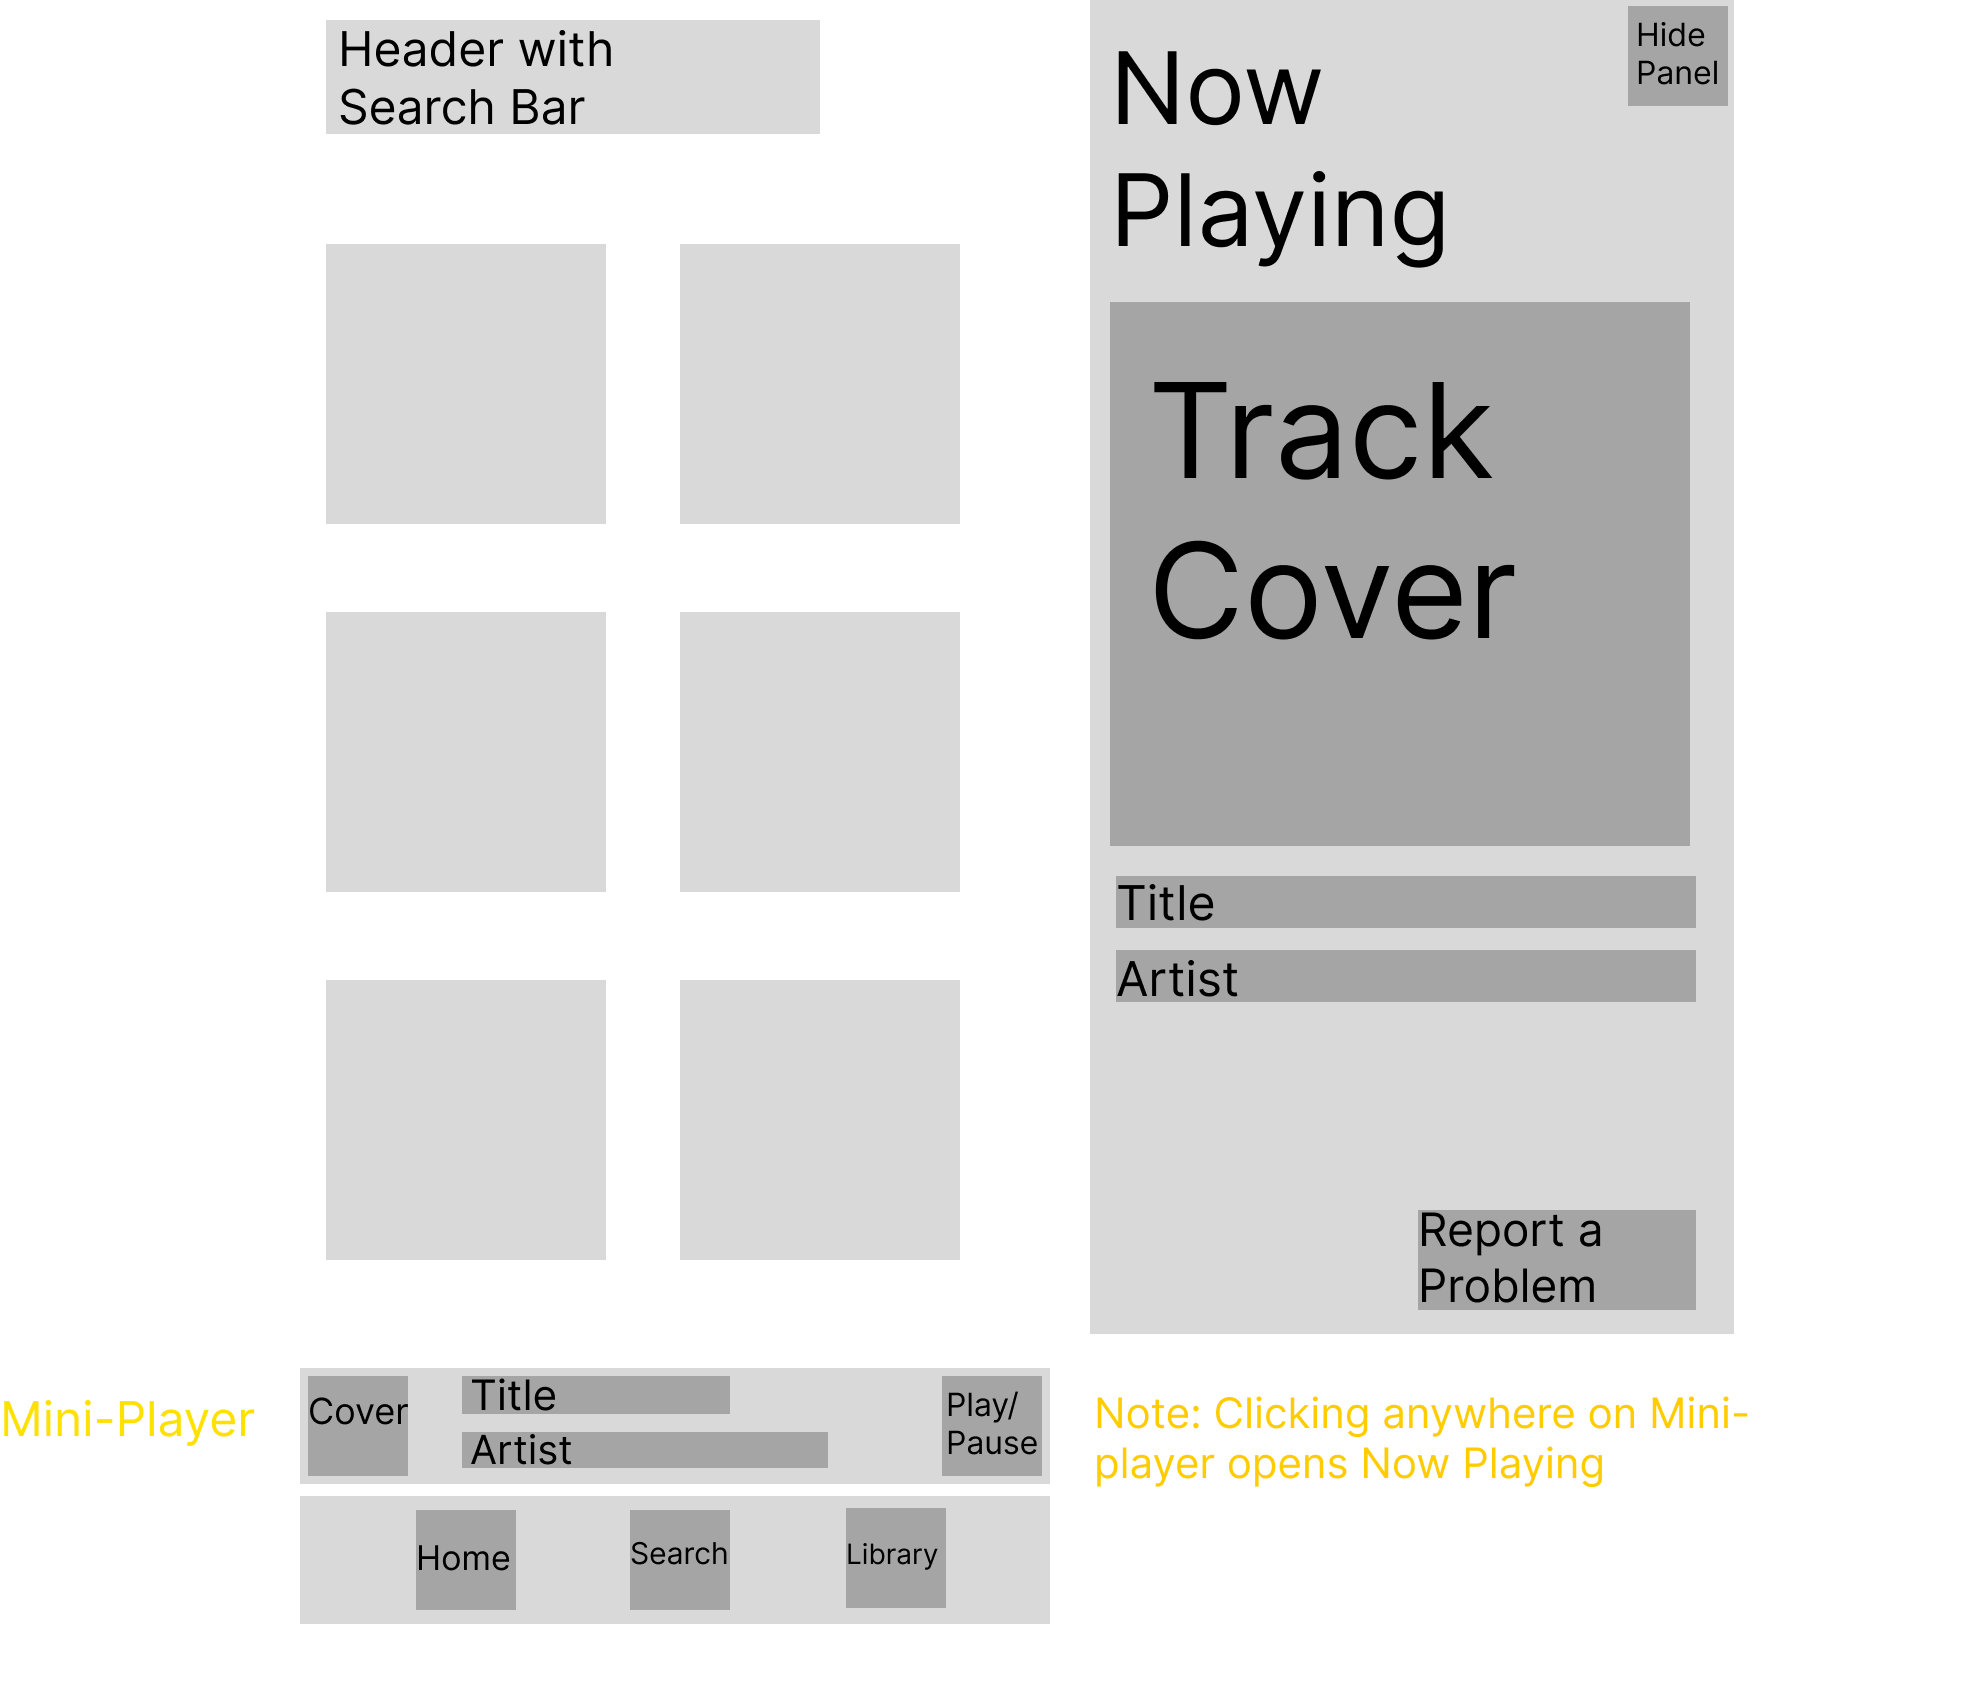 Header with
Search Bar
Now
Playing
Hide
Panel
Track
Cover
Title
Artist
Report a
Problem
Mini-Player
Cover
Title
Artist
Play/
Pause
Note: Clicking anywhere on Mini-
player opens Now Playing
Home
Search
Library